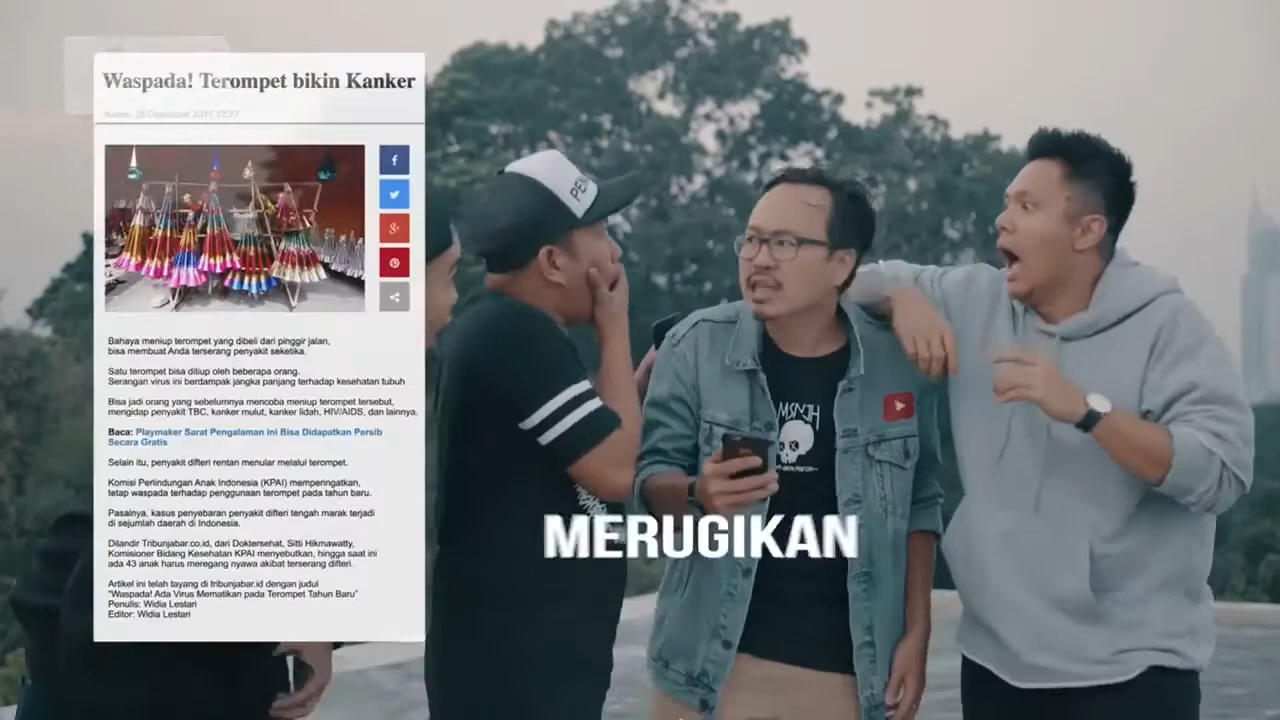 Waspada! Terompet bikin Kanker
Bahaya meniup terompet yang dibeli dari pinggir jalan,
bisa membuat Anda terserang penyakit seketika.
Satu terompet bisa ditiup oleh beberapa orang.
Serangan virus ini berdampak jangka panjang terhadap kesehatan tubuh
Bisa jadi orang yang sebelumnya mencoba meniup terompet tersebut,
mengidap penyakit TBC, kanker mulut, kanker lidah, HIV/AIDS, dan lainnya.
Baca: Playmaker Sarat Pengalaman ini Bisa Didapatkan Persib
Secara Gratis
Selain itu, penyakit difteri rentan menular melalui terompet.
Komisi Perlindungan Anak Indonesia (KPAI) memperingatkan,
tetap waspada terhadap penggunaan terompet pada tahun baru.
Pasalnya, kasus penyebaran penyakit difteri tengah marak terjadi
di sejumlah daerah di Indonesia.
Dilandir Tribunjabar.co.id, dari Doktersehat, Sitti Hikmawatty,
Komisioner Bidang Kesehatan KPAI menyebutkan, hingga saat ini
ada 43 anak harus meregang nyawa akibat terserang difteri.
Artikel ini telah tayang di tribunjabar.id dengan judul
"Waspada! Ada Virus Mematikan pada Terompet Tahun Baru"
Penulis: Widia Lestari
Editor: Widia Lestari
MERUGIKAN